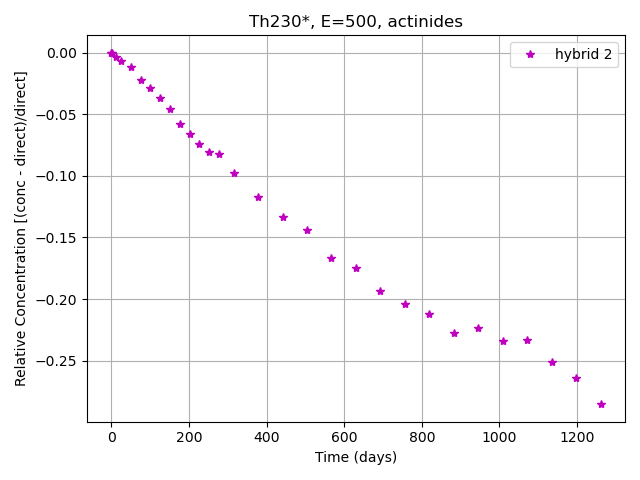 Th230*, E=500, actinides
hybrid 2
0.00
−0.05
−0.10
−0.15
−0.20
−0.25
Relative Concentration [(conc - direct)/direct]
0 200 400 600 800 1000 1200
Time (days)